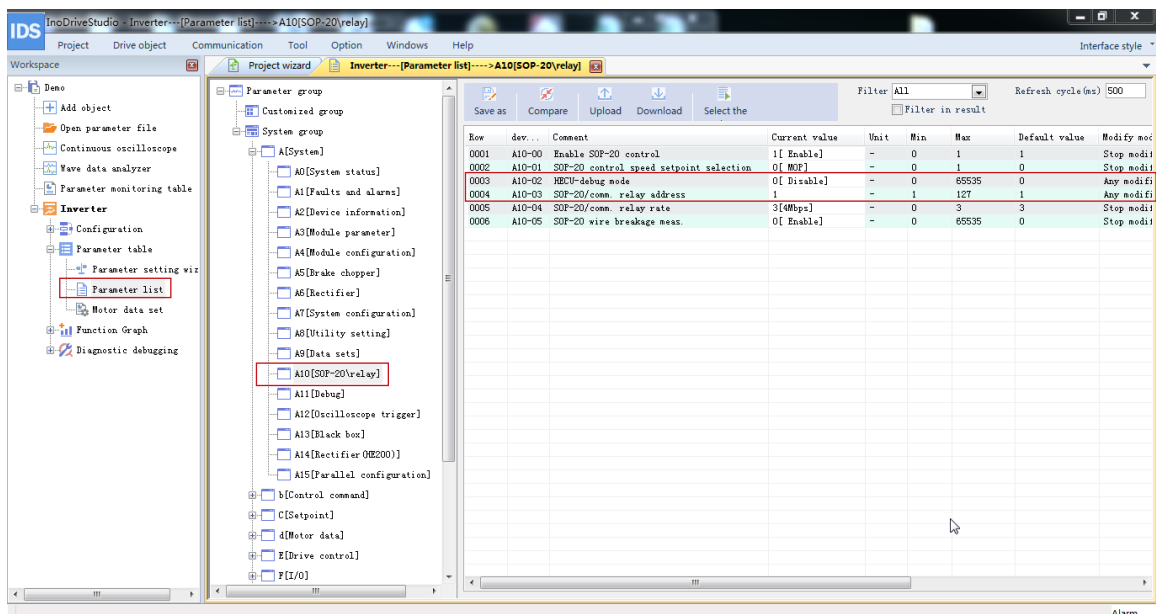 IDS
InoDriveStudio - Inverter---[Parameter list]---->A10[SOP-20\relay]
Project Drive object Communication Tool Option Windows Help Interface style
Workspace
Project wizard Inverter---[Parameter list]---->A10[SOP-20\relay]
Demo
Add object
Open parameter file
Continuous oscilloscope
Wave data analyzer
Parameter monitoring table
Inverter
Configuration
Parameter table
Parameter setting wiz
Parameter list
Motor data set
Function Graph
Diagnostic debugging
Parameter group
Customized group
System group
A[System]
A0[System status]
A1[Faults and alarms]
A2[Device information]
A3[Module parameter]
A4[Module configuration]
A5[Brake chopper]
A6[Rectifier]
A7[System configuration]
A8[Utility setting]
A9[Data sets]
A10[SOP-20\relay]
A11[Debug]
A12[Oscilloscope trigger]
A13[Black box]
A14[Rectifier(HE200)]
A15[Parallel configuration]
b[Control command]
C[Setpoint]
d[Motor data]
E[Drive control]
F[I/O]
Save as Compare Upload Download Select the
Filter All Refresh cycle(ms) 500
Filter in result
Row dev... Comment Current value Unit Min Max Default value Modify mod
0001 A10-00 Enable SOP-20 control 1[ Enable] - 0 1 1 Stop modif
0002 A10-01 SOP-20 control speed setpoint selection 0[ MOP] - 0 1 0 Stop modif
0003 A10-02 HECU-debug mode 0[ Disable] - 0 65535 0 Any modifi
0004 A10-03 SOP-20/comm. relay address 1 - 1 127 1 Any modifi
0005 A10-04 SOP-20/comm. relay rate 3[4Mbps] - 0 3 3 Stop modif
0006 A10-05 SOP-20 wire breakage meas. 0[ Enable] - 0 65535 0 Stop modif
Alarm